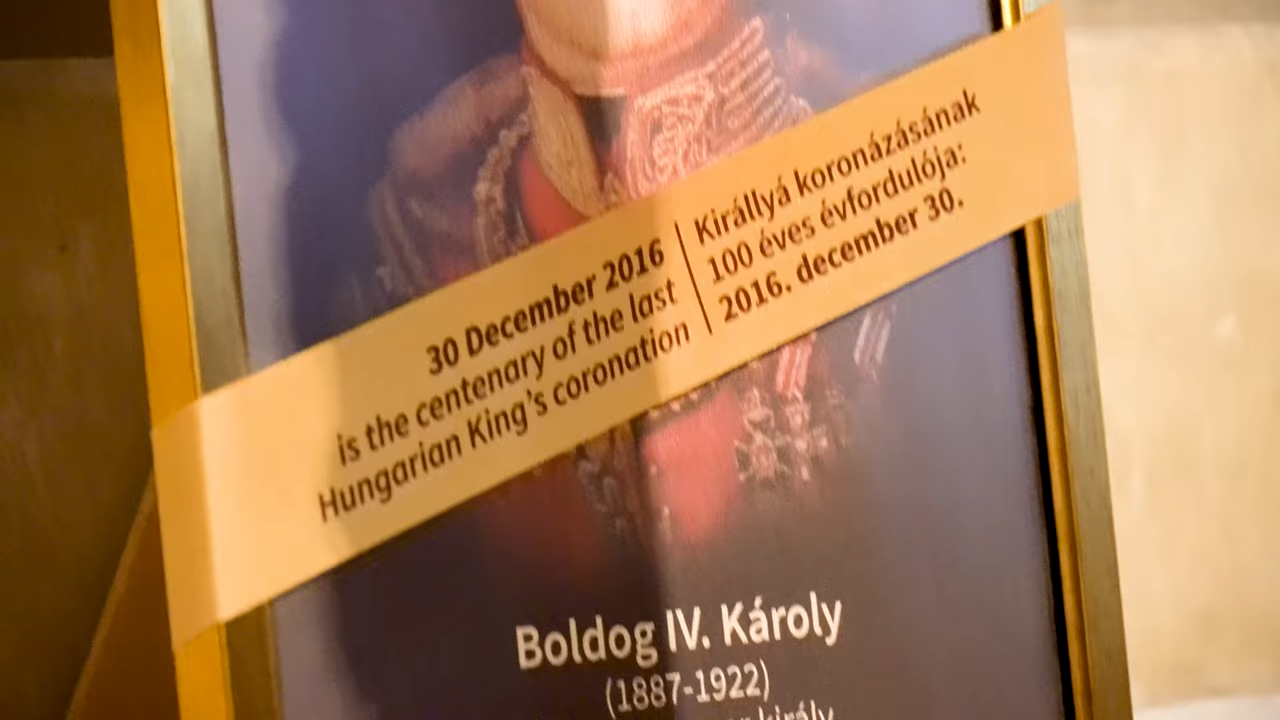 30 December 2016
is the centenary of the last
Hungarian King's coronation
Királlyá koronázásának
100 éves évfordulója:
2016. december 30.
Boldog IV. Károly
(1887-1922)
király